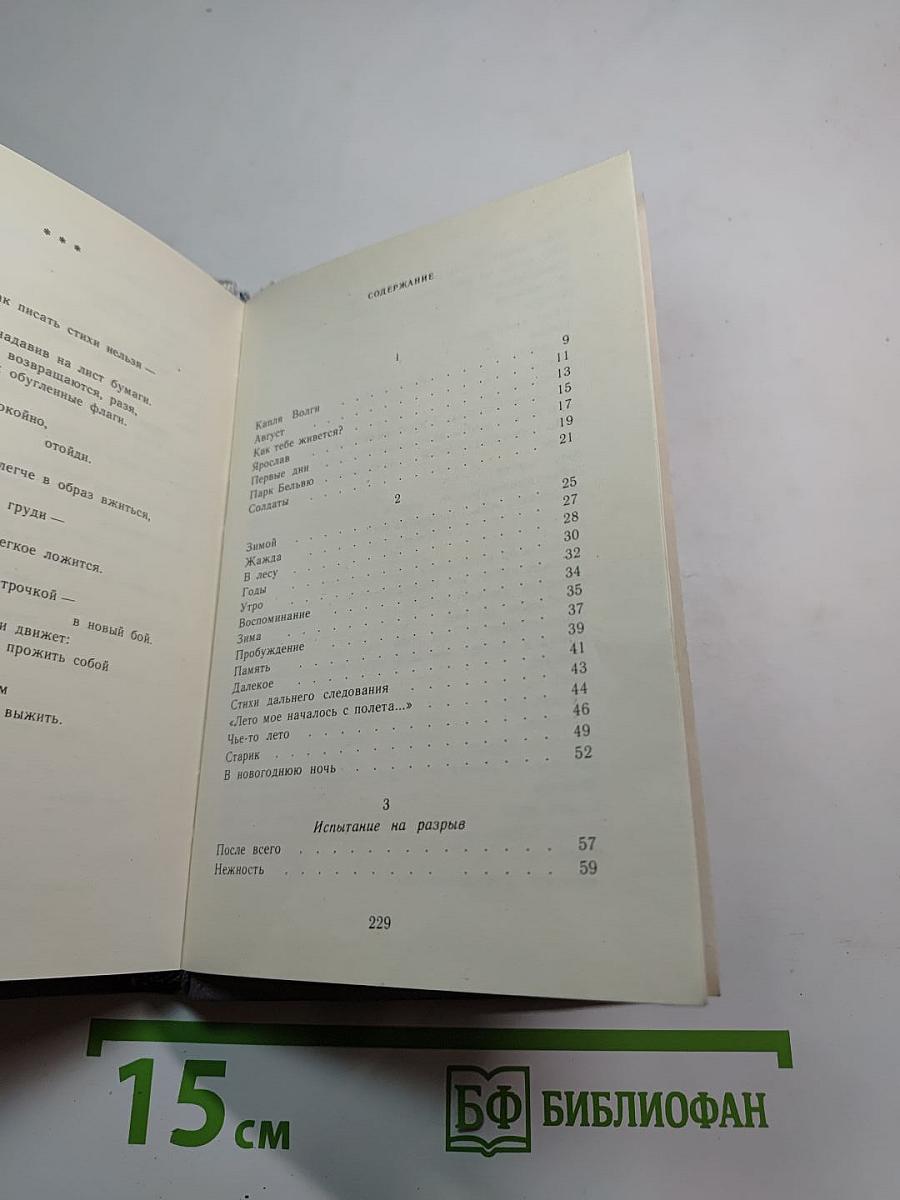 * * *
ак писать стихи нельзя —
надавив на лист бумаги.
возвращаются, разя,
обугленные флаги.
окойно,
отойди.
легче в образ вжиться,
груди —
егкое ложится.
трочкой —
в новый бой.
и движет:
прожить собой
м
выжить.
СОДЕРЖАНИЕ
1
Капля Волги 9
Август 11
Как тебе живется? 13
Ярослав 15
Первые дни 17
Парк Бельвю 19
Солдаты 21
2
Зимой 25
Жажда 27
В лесу 28
Годы 30
Утро 32
Воспоминание 34
Зима 35
Пробуждение 37
Память 39
Далекое 41
Стихи дальнего следования 43
«Лето мое началось с полета...» 44
Чье-то лето 46
Старик 49
В новогоднюю ночь 52
3
Испытание на разрыв
После всего 57
Нежность 59
229
15 см
БФ БИБЛИОФАН